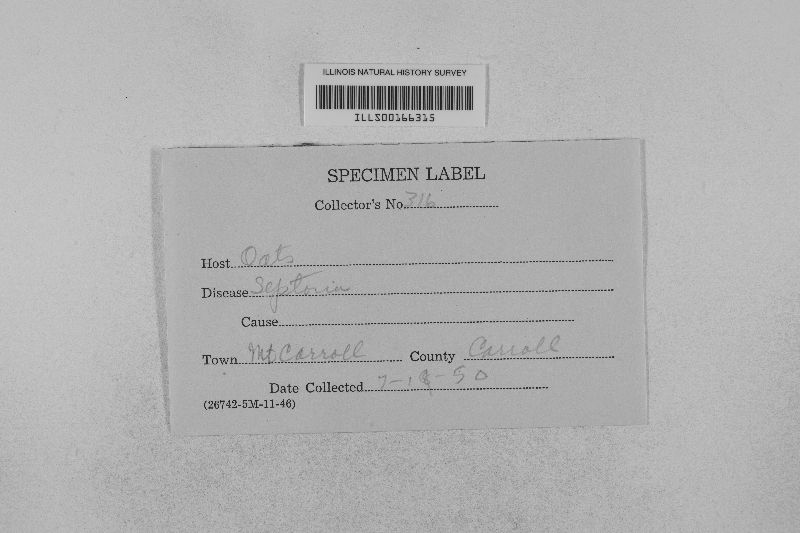 ILLINOIS NATURAL HISTORY SURVEY
ILLS00166315
SPECIMEN LABEL
Collector's No. 316
Host Oats
Disease Septoria
Cause
Town Mt Carroll County Carroll
Date Collected 7-18-50
(26742-5M-11-46)